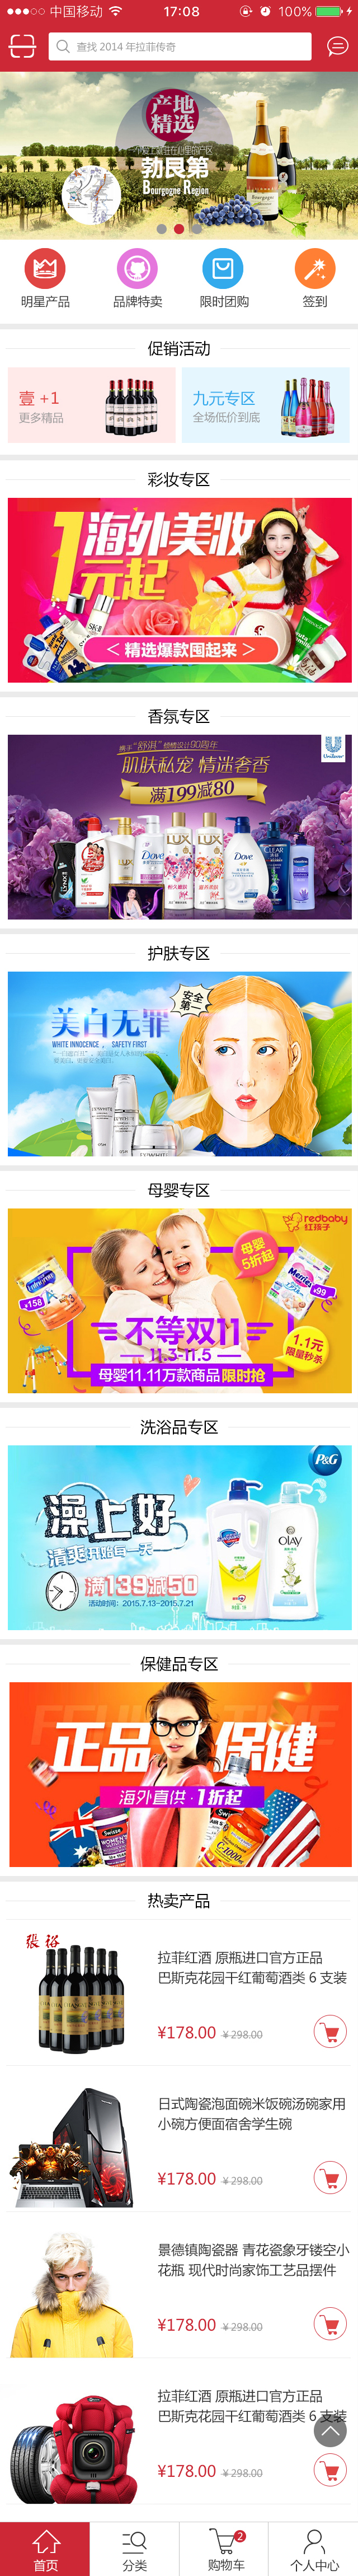 中国移动
17:08
100%
查找 2014 年拉菲传奇
产地
精选
勃艮第
Bourgogne Region
明星产品
品牌特卖
限时团购
签到
促销活动
壹 +1
更多精品
九元专区
全场低价到底
彩妆专区
海外美妆
1元起
< 精选爆款囤起来 >
香氛专区
肌肤私宠 情迷奢香
满199减80
Unilever
LUX
LUX
LUX
Dove
Dove
CLEAR
护肤专区
安全
第一
美白无罪
WHITE INNOCENCE , SAFETY FIRST
母婴专区
redbaby
红孩子
母婴
5折起
¥158
¥99
不等双11
11.3-11.5
母婴11.11万款商品限时抢
1.1元
限量秒杀
洗浴品专区
P&G
澡上好
清爽开始每一天
满139减50
活动时间：2015.7.13-2015.7.21
OLAY
保健品专区
正品保健
海外直供·1折起
Swisse
WOMEN'S
热卖产品
張裕
拉菲红酒 原瓶进口官方正品
巴斯克花园干红葡萄酒类 6 支装
¥178.00 ¥298.00
日式陶瓷泡面碗米饭碗汤碗家用
小碗方便面宿舍学生碗
¥178.00 ¥298.00
景德镇陶瓷器 青花瓷象牙镂空小
花瓶 现代时尚家饰工艺品摆件
¥178.00 ¥298.00
拉菲红酒 原瓶进口官方正品
巴斯克花园干红葡萄酒类 6 支装
¥178.00 ¥298.00
首页
分类
2
购物车
个人中心